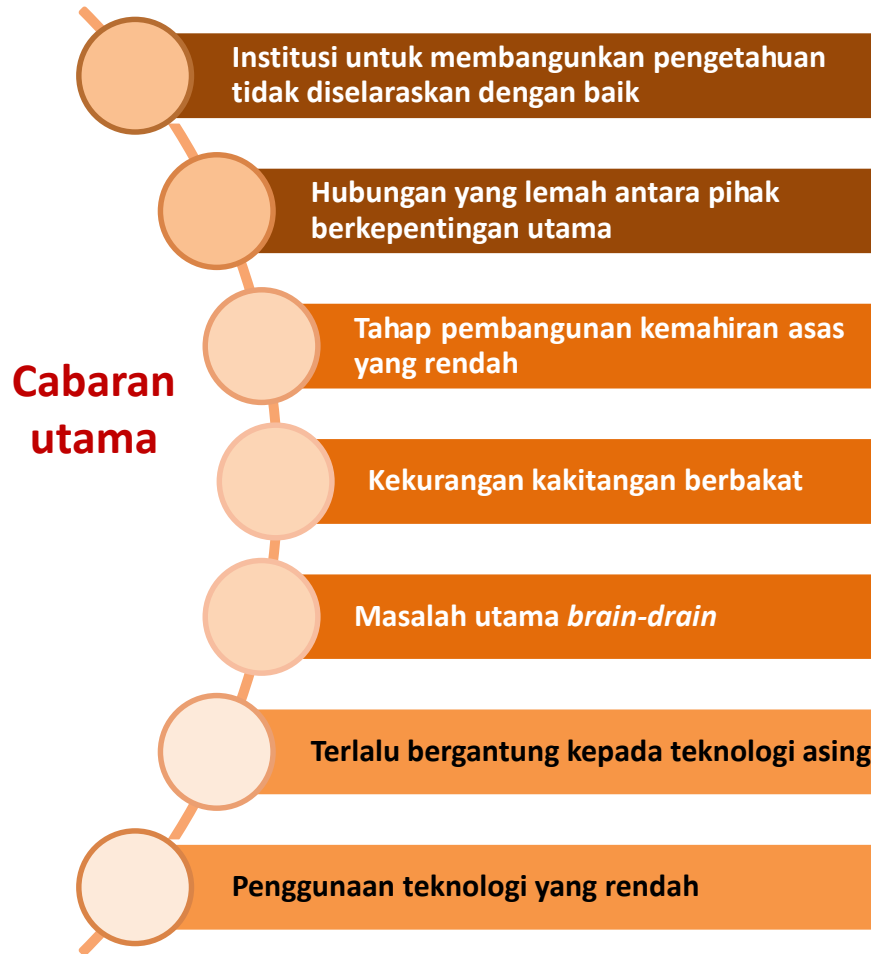 Institusi untuk membangunkan pengetahuan
tidak diselaraskan dengan baik
Hubungan yang lemah antara pihak
berkepentingan utama
Tahap pembangunan kemahiran asas
yang rendah
Cabaran
utama
Kekurangan kakitangan berbakat
Masalah utama brain-drain
Terlalu bergantung kepada teknologi asing
Penggunaan teknologi yang rendah